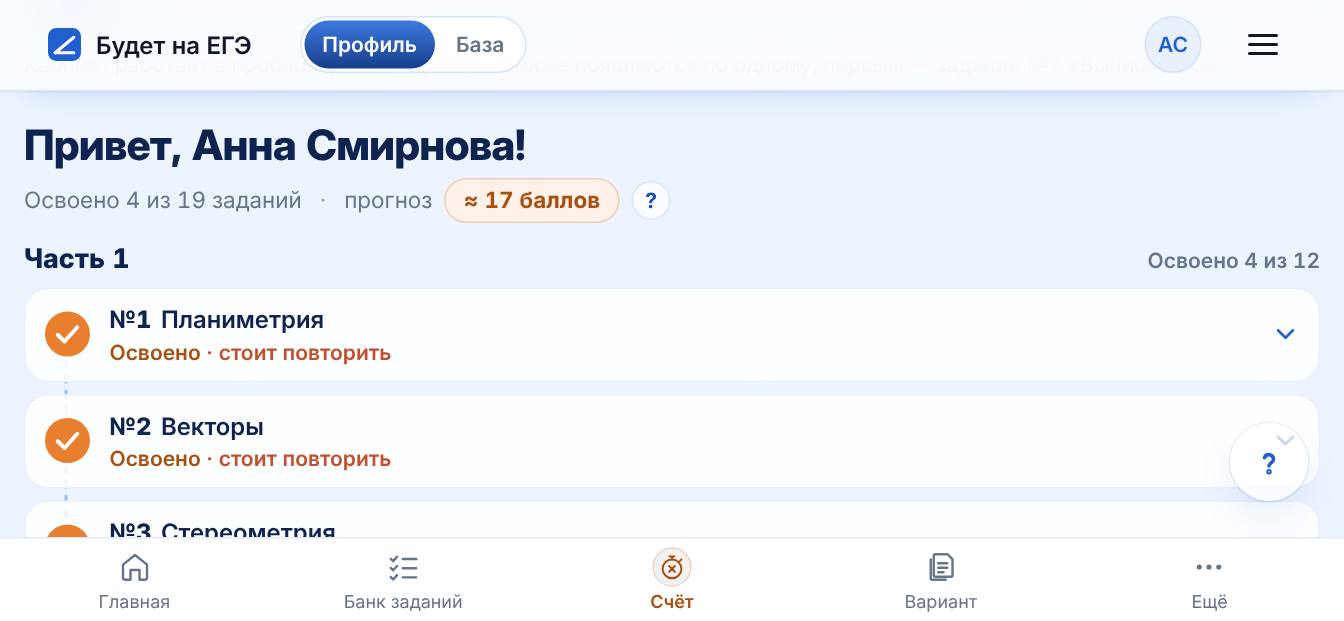 Будет на ЕГЭ
Профиль
База
АС
Привет, Анна Смирнова!
Освоено 4 из 19 заданий · прогноз ≈ 17 баллов ?
Часть 1
Освоено 4 из 12
№1 Планиметрия
Освоено · стоит повторить
№2 Векторы
Освоено · стоит повторить
?
№3 Стереометрия
Главная
Банк заданий
Счёт
Вариант
Ещё